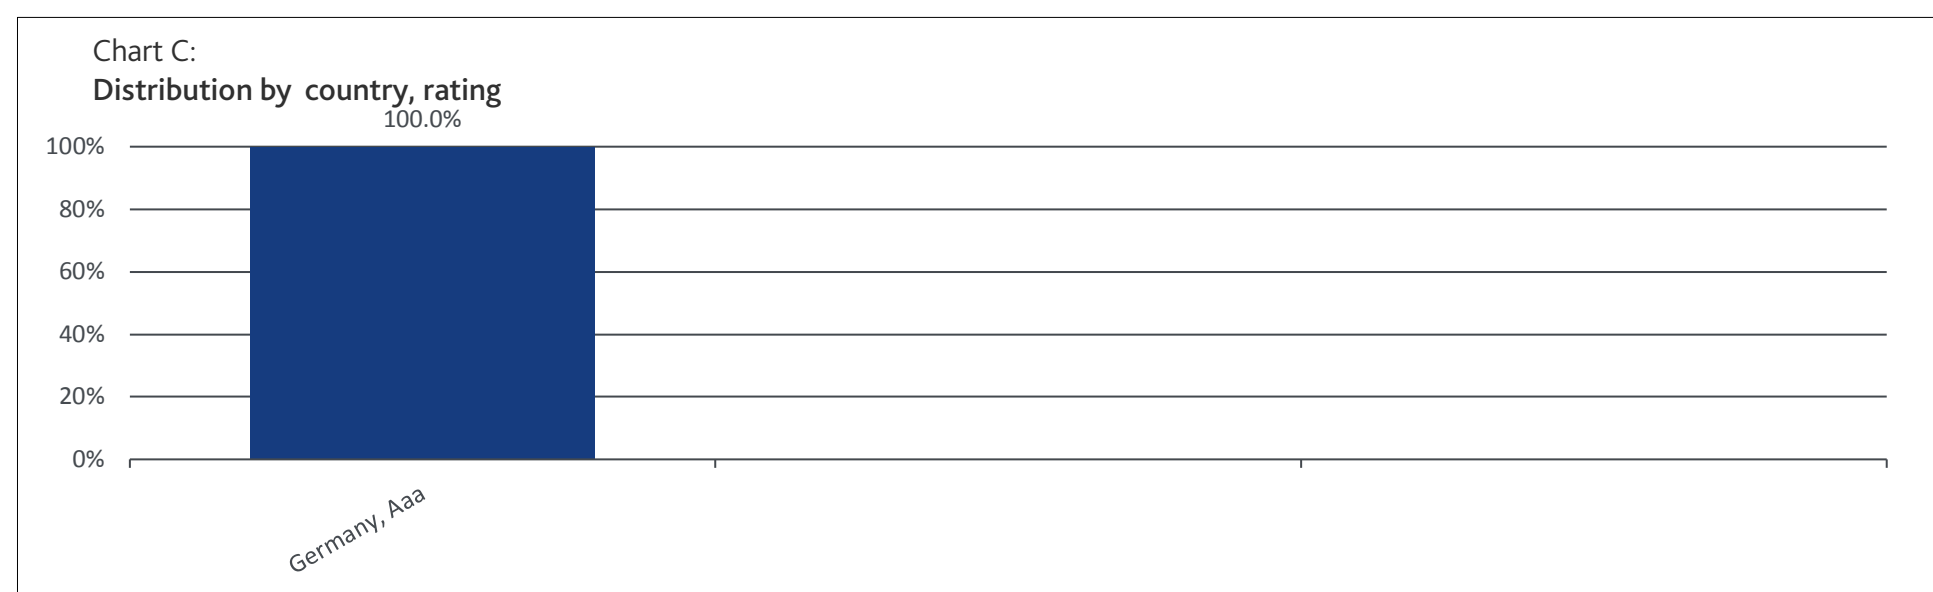 Chart C:
Distribution by  country, rating
100.0%
100%
80%
60%
40%
20%
0%
Germany, Aaa